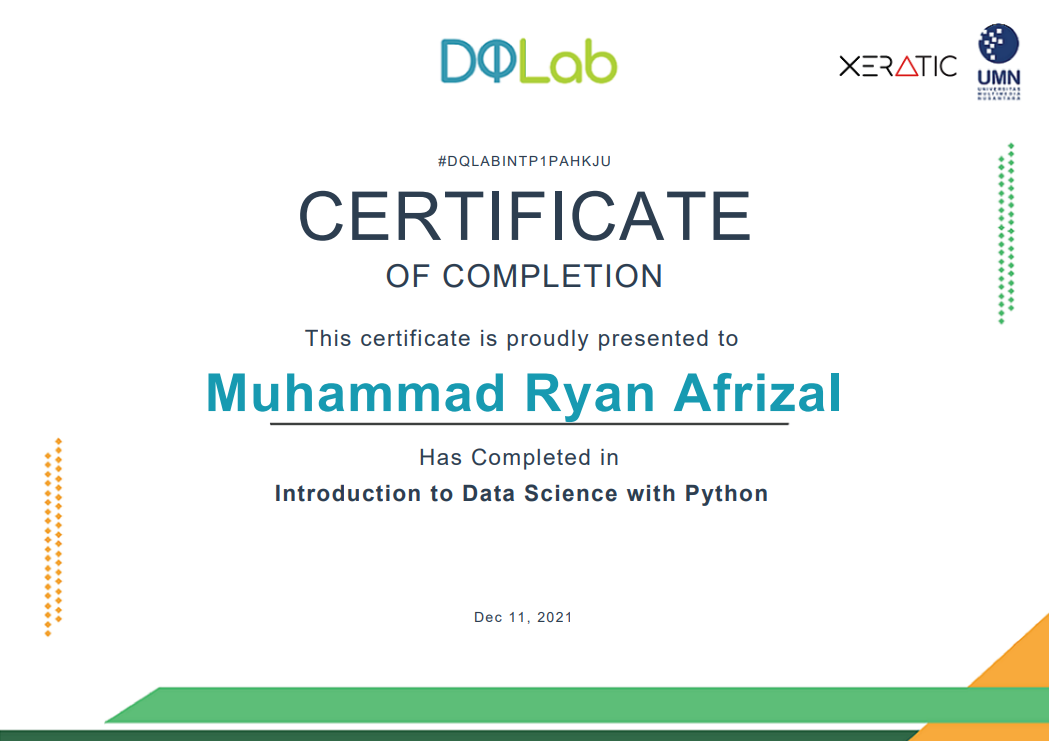 DQLab
XERATIC
UMN
UNIVERSITAS
MULTIMEDIA
NUSANTARA
#DQLABINTP1PAHKJU
CERTIFICATE
OF COMPLETION
This certificate is proudly presented to
Muhammad Ryan Afrizal
Has Completed in
Introduction to Data Science with Python
Dec 11, 2021